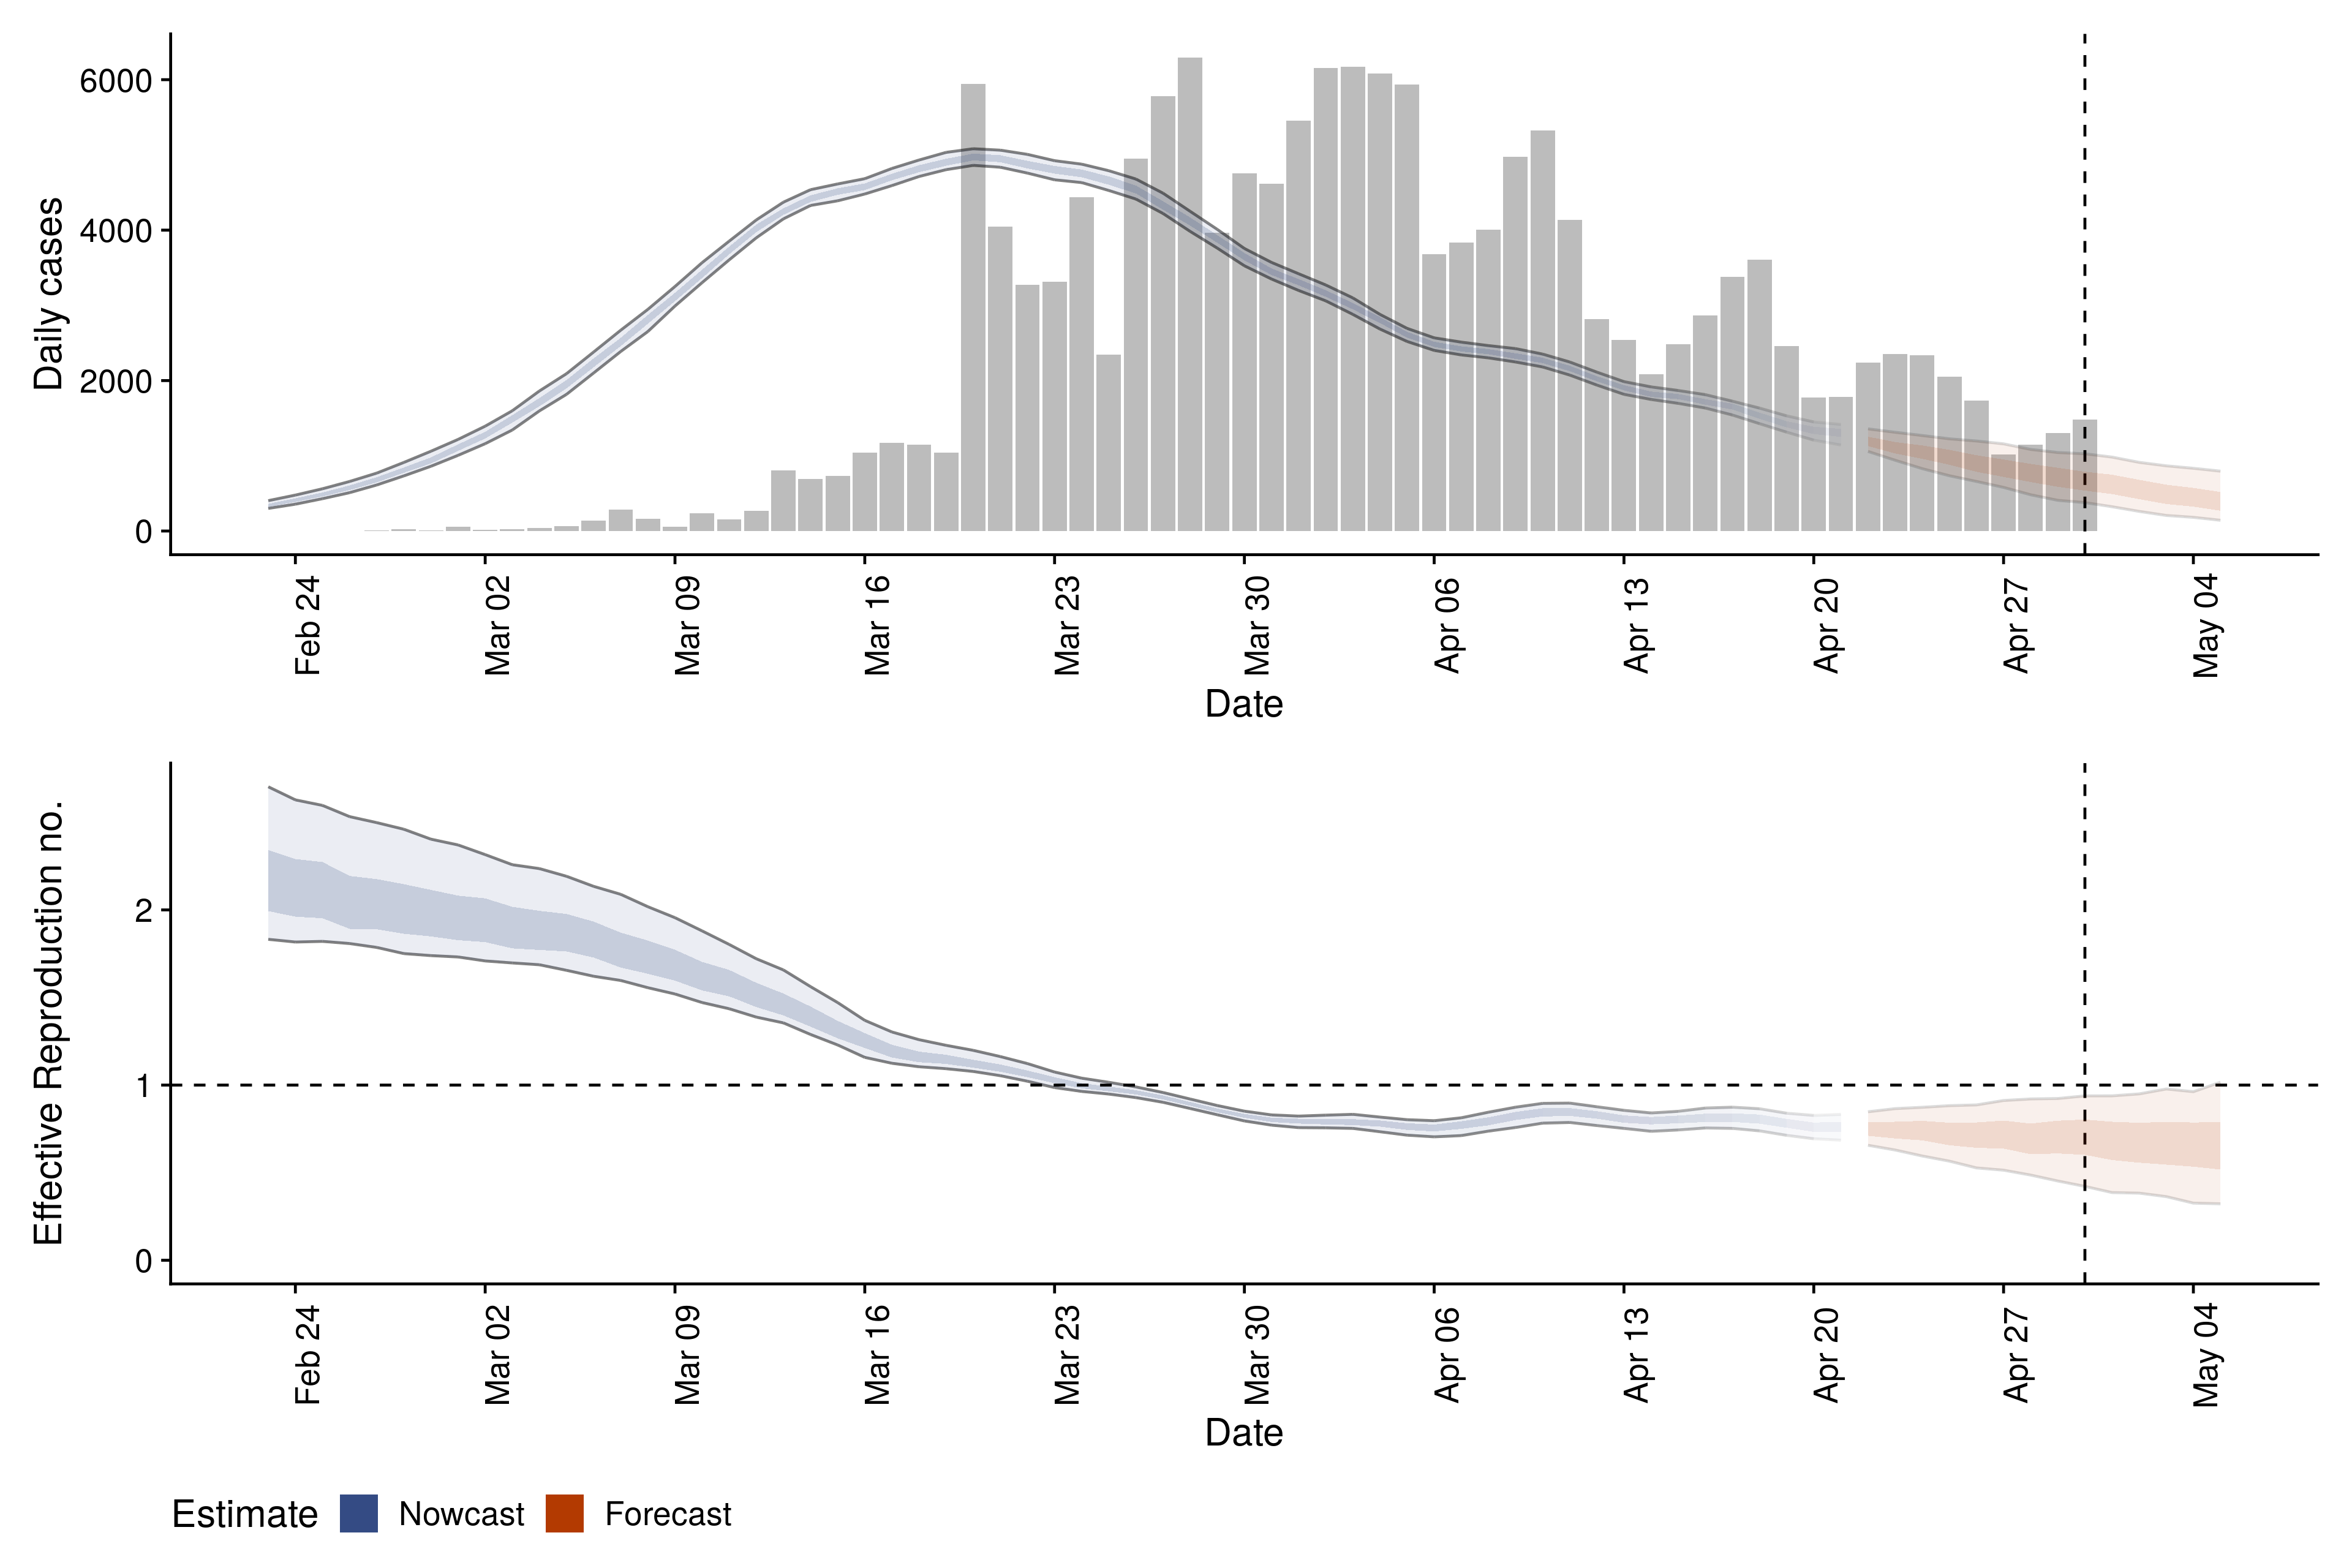 Daily cases
6000
4000
2000
0
Feb 24
Mar 02
Mar 09
Mar 16
Mar 23
Mar 30
Apr 06
Apr 13
Apr 20
Apr 27
May 04
Date
Effective Reproduction no.
2
1
0
Feb 24
Mar 02
Mar 09
Mar 16
Mar 23
Mar 30
Apr 06
Apr 13
Apr 20
Apr 27
May 04
Date
Estimate Nowcast Forecast